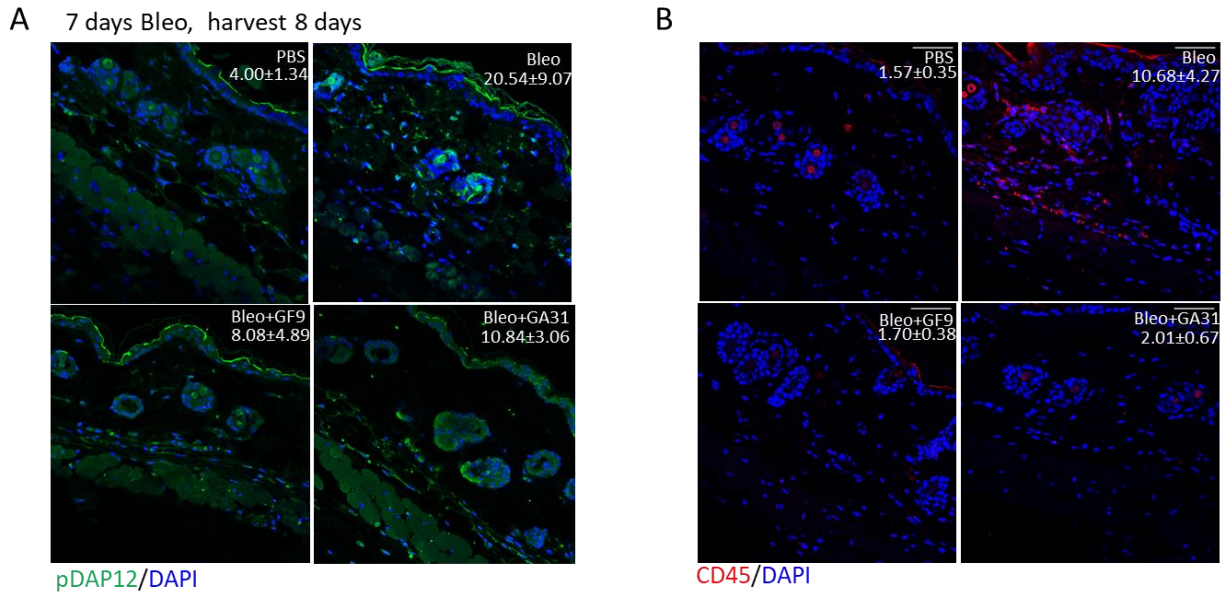 A
7 days Bleo, harvest 8 days
PBS
4.00±1.34
Bleo
20.54±9.07
Bleo+GF9
8.08±4.89
Bleo+GA31
10.84±3.06
pDAP12/DAPI
B
PBS
1.57±0.35
Bleo
10.68±4.27
Bleo+GF9
1.70±0.38
Bleo+GA31
2.01±0.67
CD45/DAPI